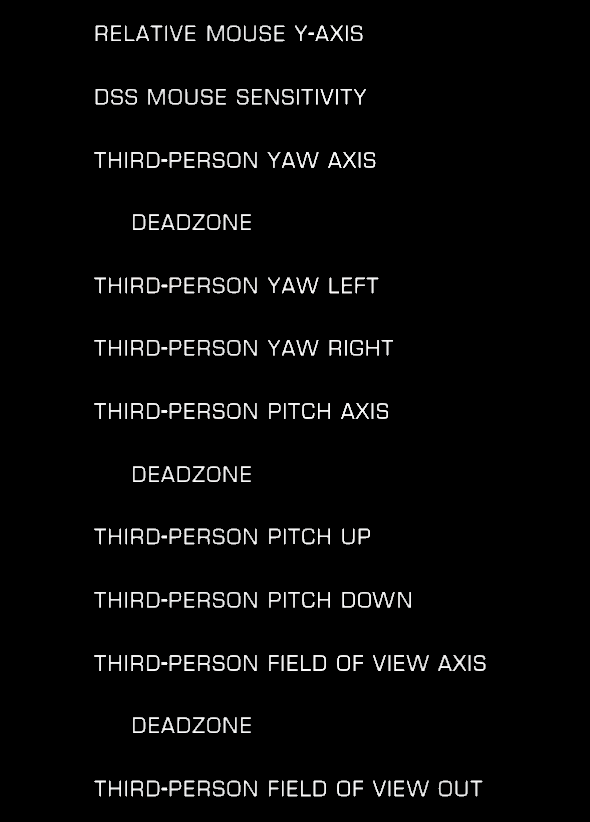 RELATIVE MOUSE Y-AXIS
DSS MOUSE SENSITIVITY
THIRD-PERSON YAW AXIS
DEADZONE
THIRD-PERSON YAW LEFT
THIRD-PERSON YAW RIGHT
THIRD-PERSON PITCH AXIS
DEADZONE
THIRD-PERSON PITCH UP
THIRD-PERSON PITCH DOWN
THIRD-PERSON FIELD OF VIEW AXIS
DEADZONE
THIRD-PERSON FIELD OF VIEW OUT